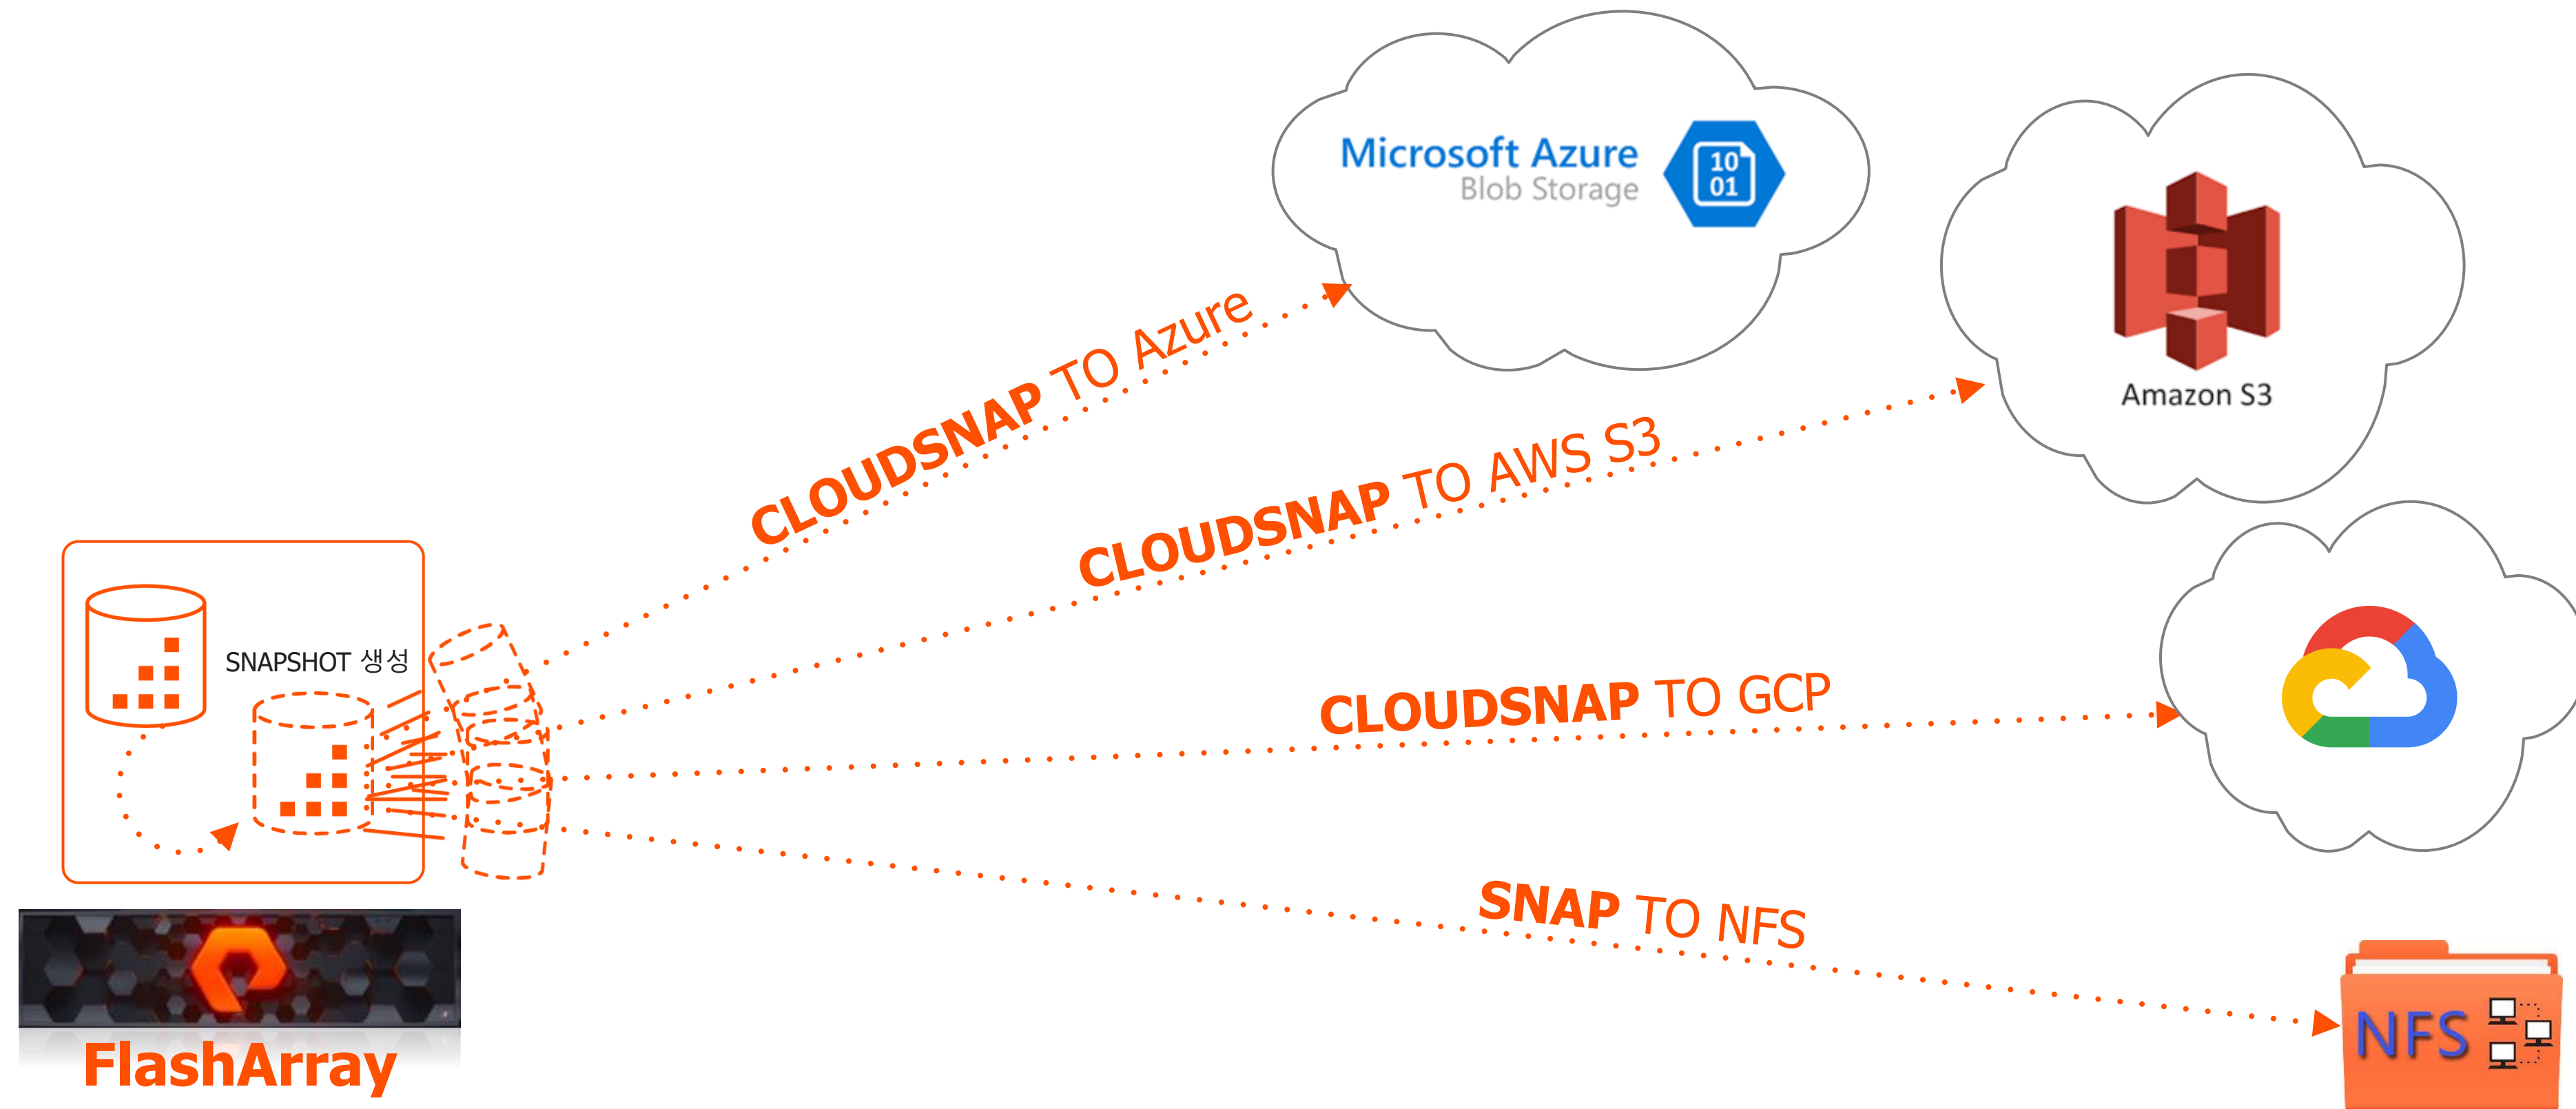 Microsoft Azure
Blob Storage
10
01
Amazon S3
CLOUDSNAP TO Azure
CLOUDSNAP TO AWS S3
SNAPSHOT 생성
CLOUDSNAP TO GCP
SNAP TO NFS
NFS
FlashArray